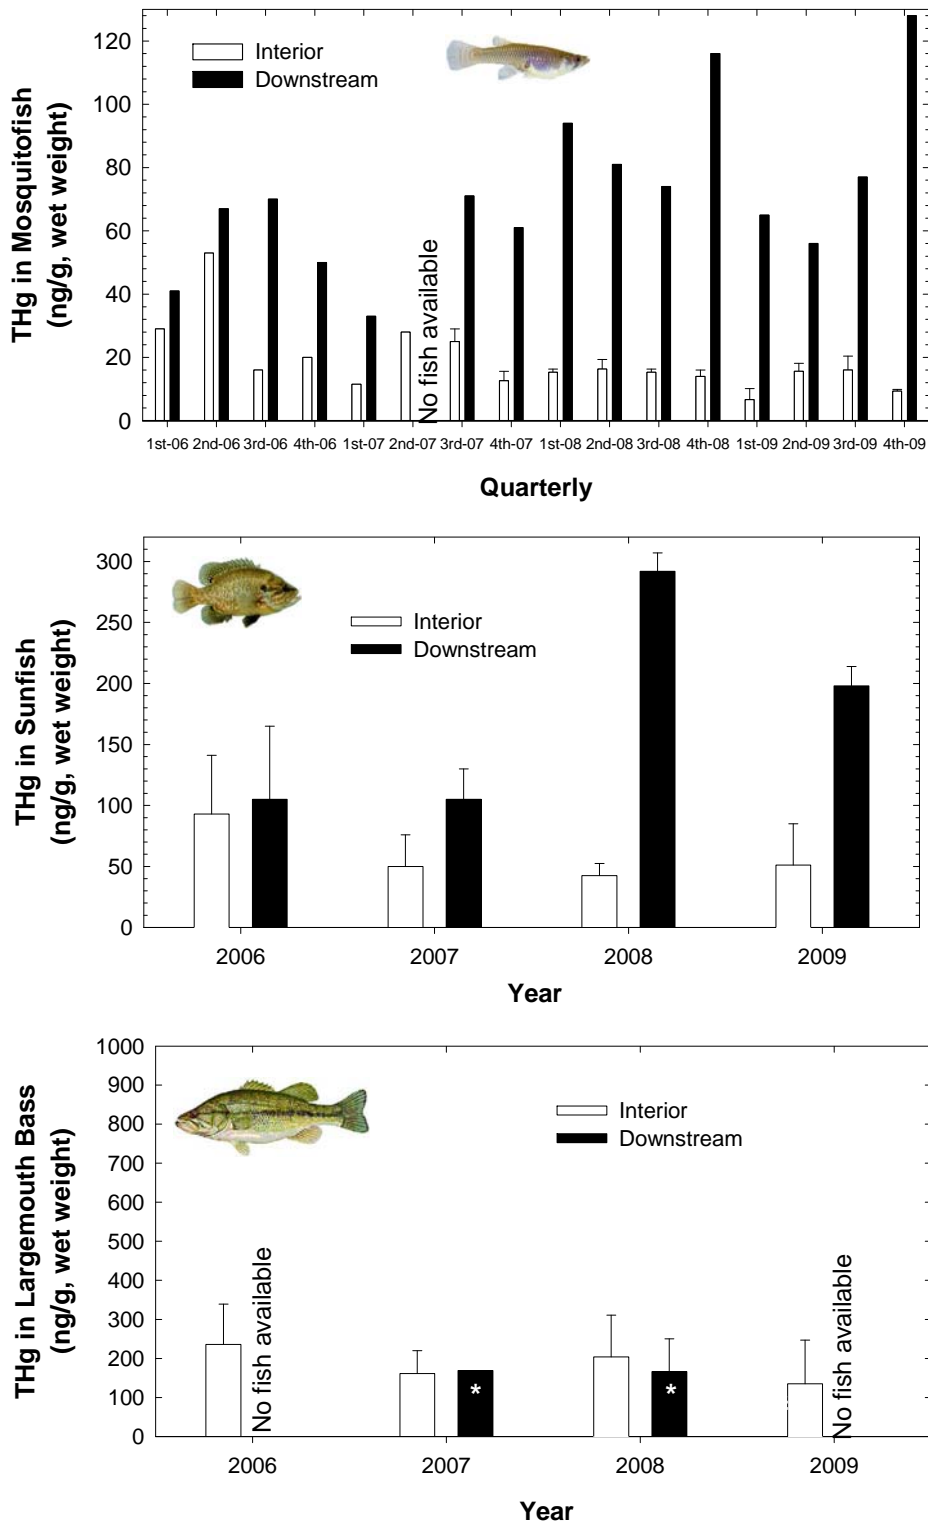 THg in Mosquitofish
(ng/g, wet weight)
120
100
80
60
40
20
0
Interior
Downstream
No fish available
1st-06 2nd-06 3rd-06 4th-06 1st-07 2nd-07 3rd-07 4th-07 1st-08 2nd-08 3rd-08 4th-08 1st-09 2nd-09 3rd-09 4th-09
Quarterly
THg in Sunfish
(ng/g, wet weight)
300
250
200
150
100
50
0
Interior
Downstream
2006 2007 2008 2009
Year
THg in Largemouth Bass
(ng/g, wet weight)
1000
900
800
700
600
500
400
300
200
100
0
Interior
Downstream
No fish available
*
*
No fish available
2006 2007 2008 2009
Year